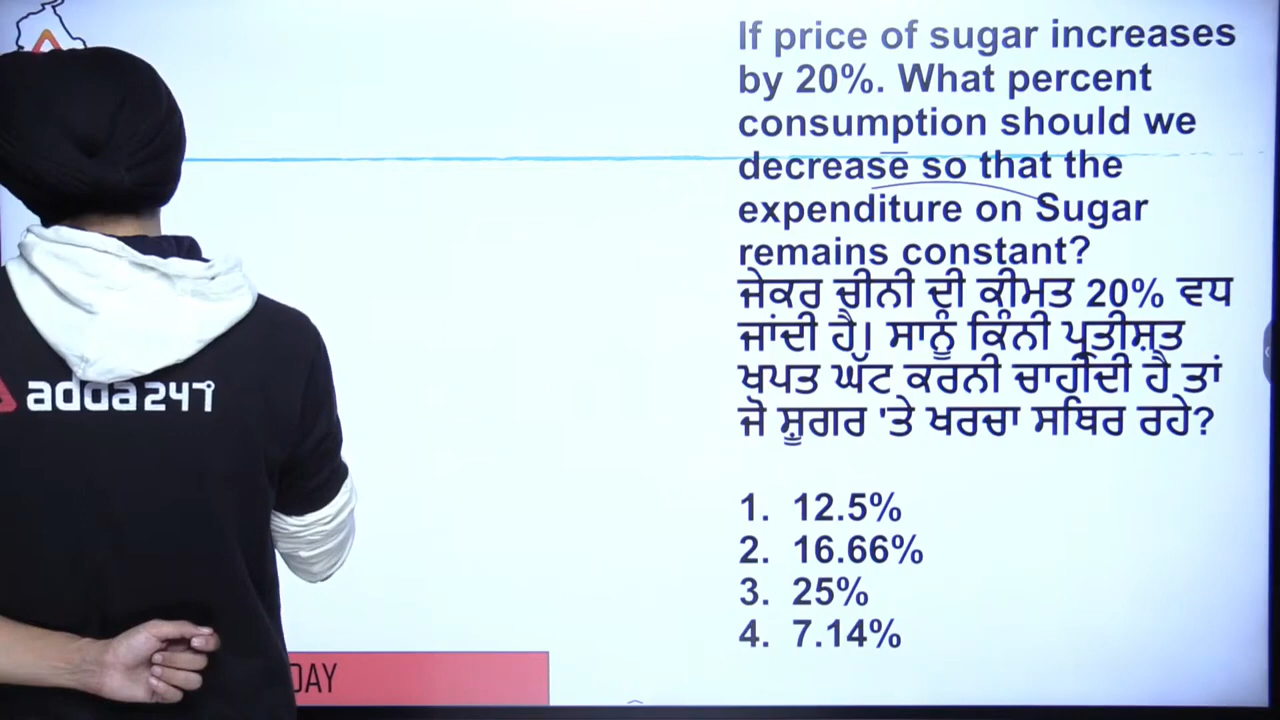 If price of sugar increases
by 20%. What percent
consumption should we
decrease so that the
expenditure on Sugar
remains constant?
ਜੇਕਰ ਚੀਨੀ ਦੀ ਕੀਮਤ 20% ਵਧ
ਜਾਂਦੀ ਹੈ। ਸਾਨੂੰ ਕਿੰਨੀ ਪ੍ਰਤੀਸ਼ਤ
ਖਪਤ ਘੱਟ ਕਰਨੀ ਚਾਹੀਦੀ ਹੈ ਤਾਂ
ਜੋ ਸ਼ੂਗਰ 'ਤੇ ਖਰਚਾ ਸਥਿਰ ਰਹੇ?
1. 12.5%
2. 16.66%
3. 25%
4. 7.14%
adda247
DAY